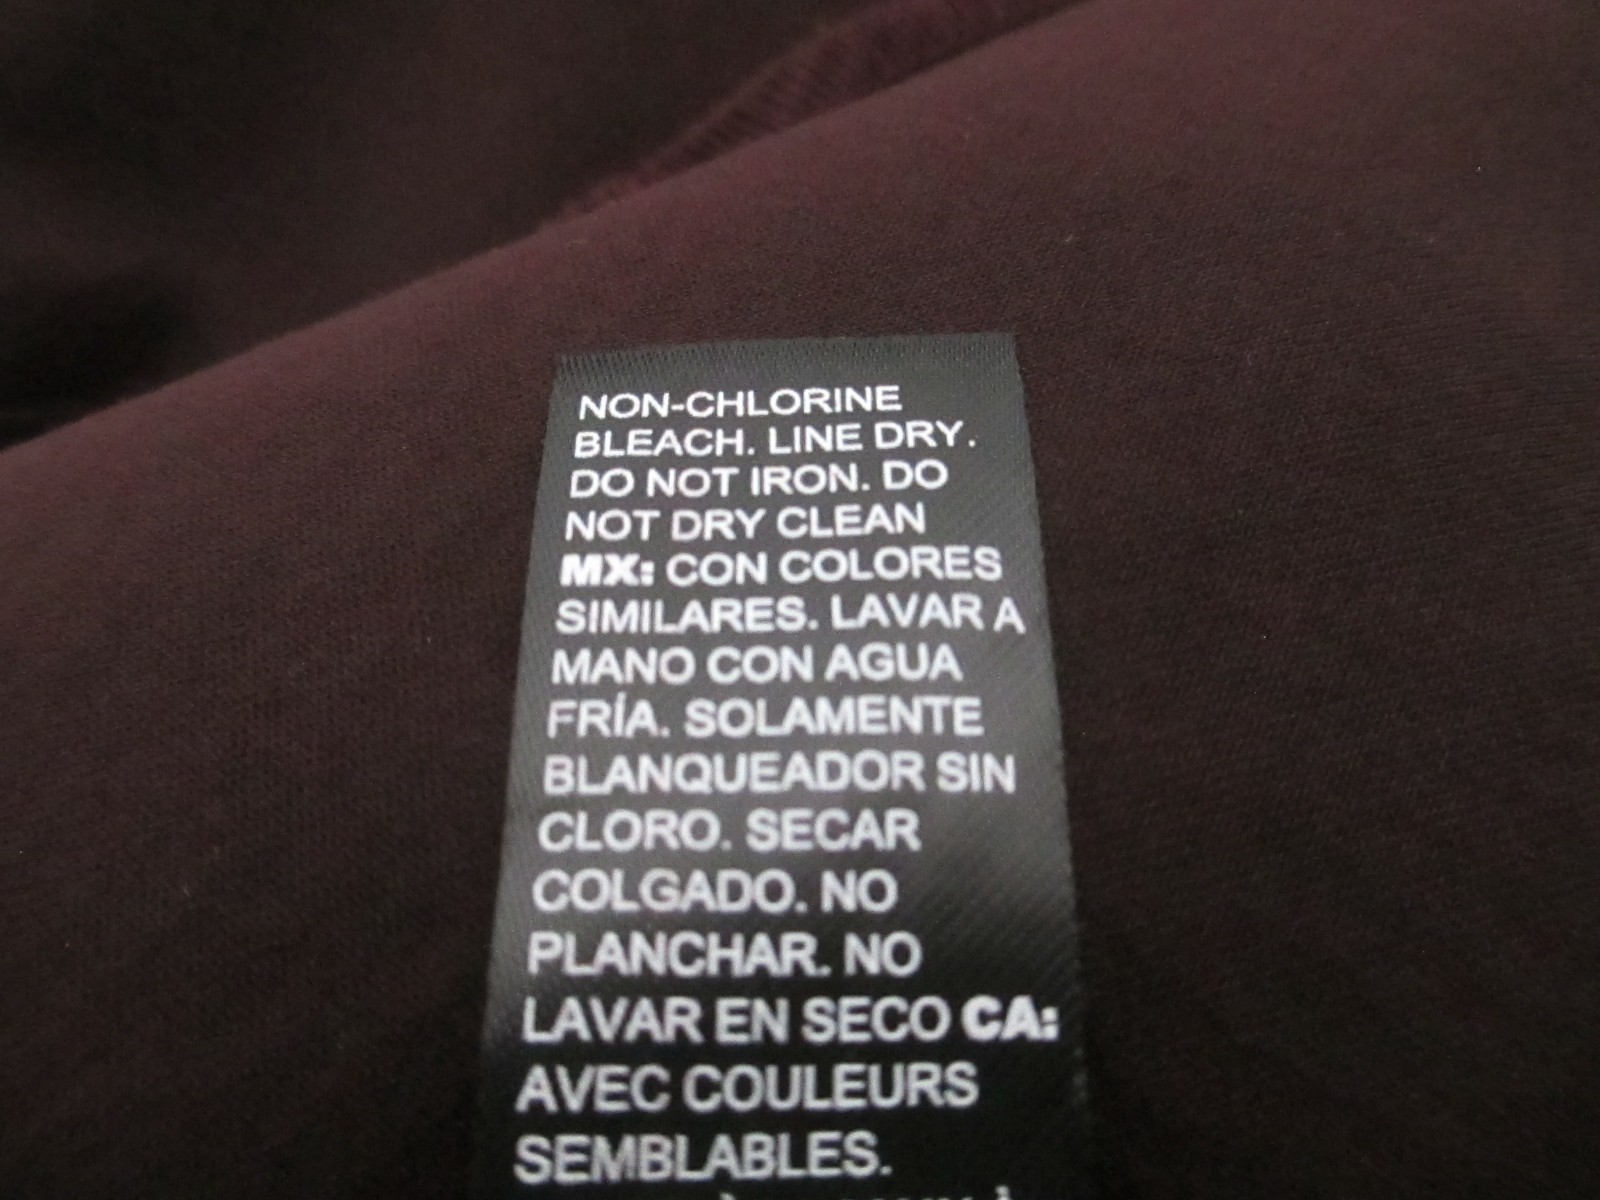 NON-CHLORINE
BLEACH. LINE DRY.
DO NOT IRON. DO
NOT DRY CLEAN
MX: CON COLORES
SIMILARES. LAVAR A
MANO CON AGUA
FRÍA. SOLAMENTE
BLANQUEADOR SIN
CLORO. SECAR
COLGADO. NO
PLANCHAR. NO
LAVAR EN SECO CA:
AVEC COULEURS
SEMBLABLES.